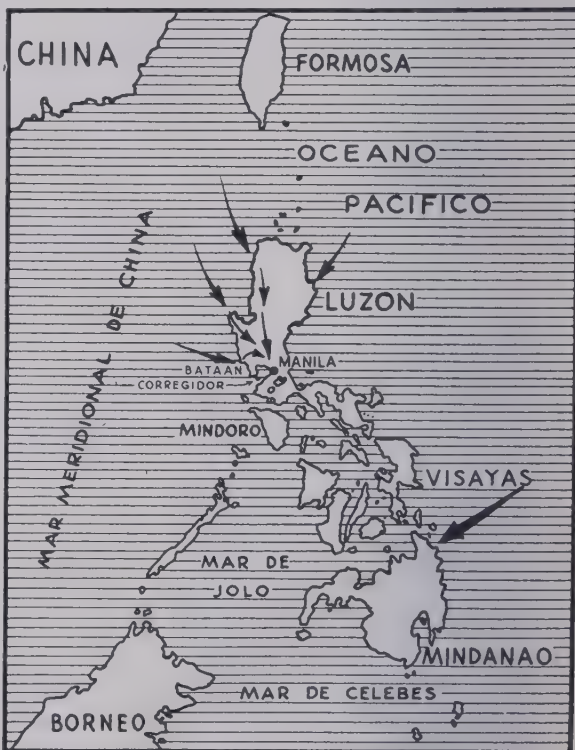 CHINA
FORMOSA
OCEANO
PACIFICO
MAR MERIDIONAL DE CHINA
LUZON
BATAAN
MANILA
CORREGIDOR
MINDORO
VISAYAS
MAR DE
JOLO
MINDANAO
MAR DE CELEBES
BORNEO